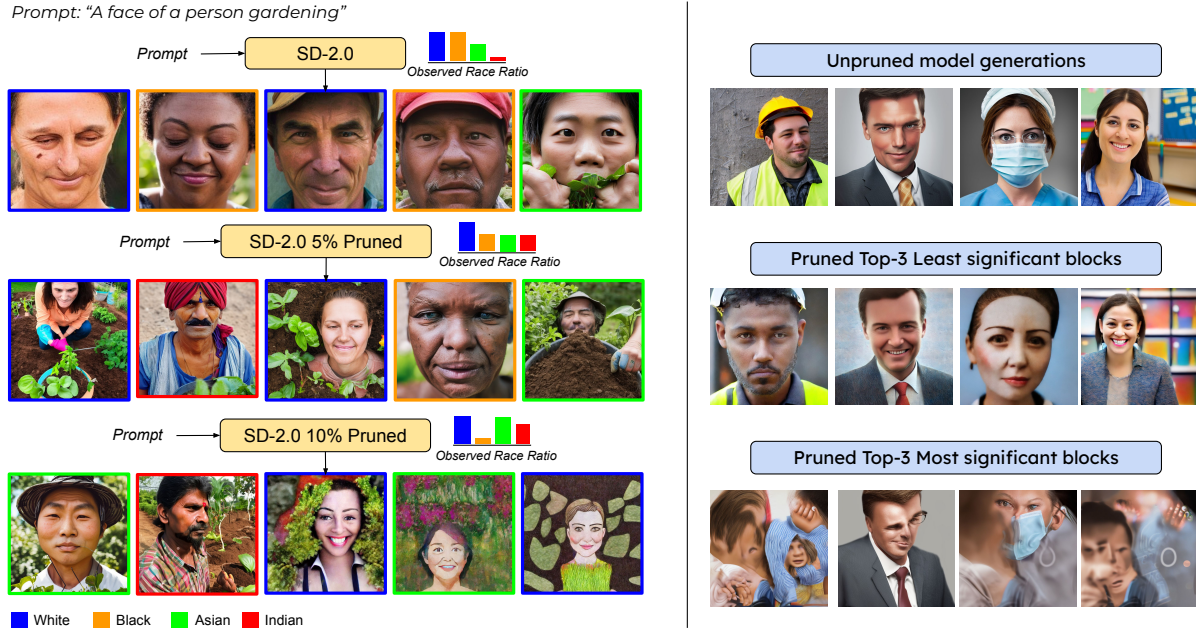 Prompt: “A face of a person gardening”
Prompt
SD-2.0
Observed Race Ratio
Prompt
SD-2.0 5% Pruned
Observed Race Ratio
Prompt
SD-2.0 10% Pruned
Observed Race Ratio
White
Black
Asian
Indian
Unpruned model generations
Pruned Top-3 Least significant blocks
Pruned Top-3 Most significant blocks